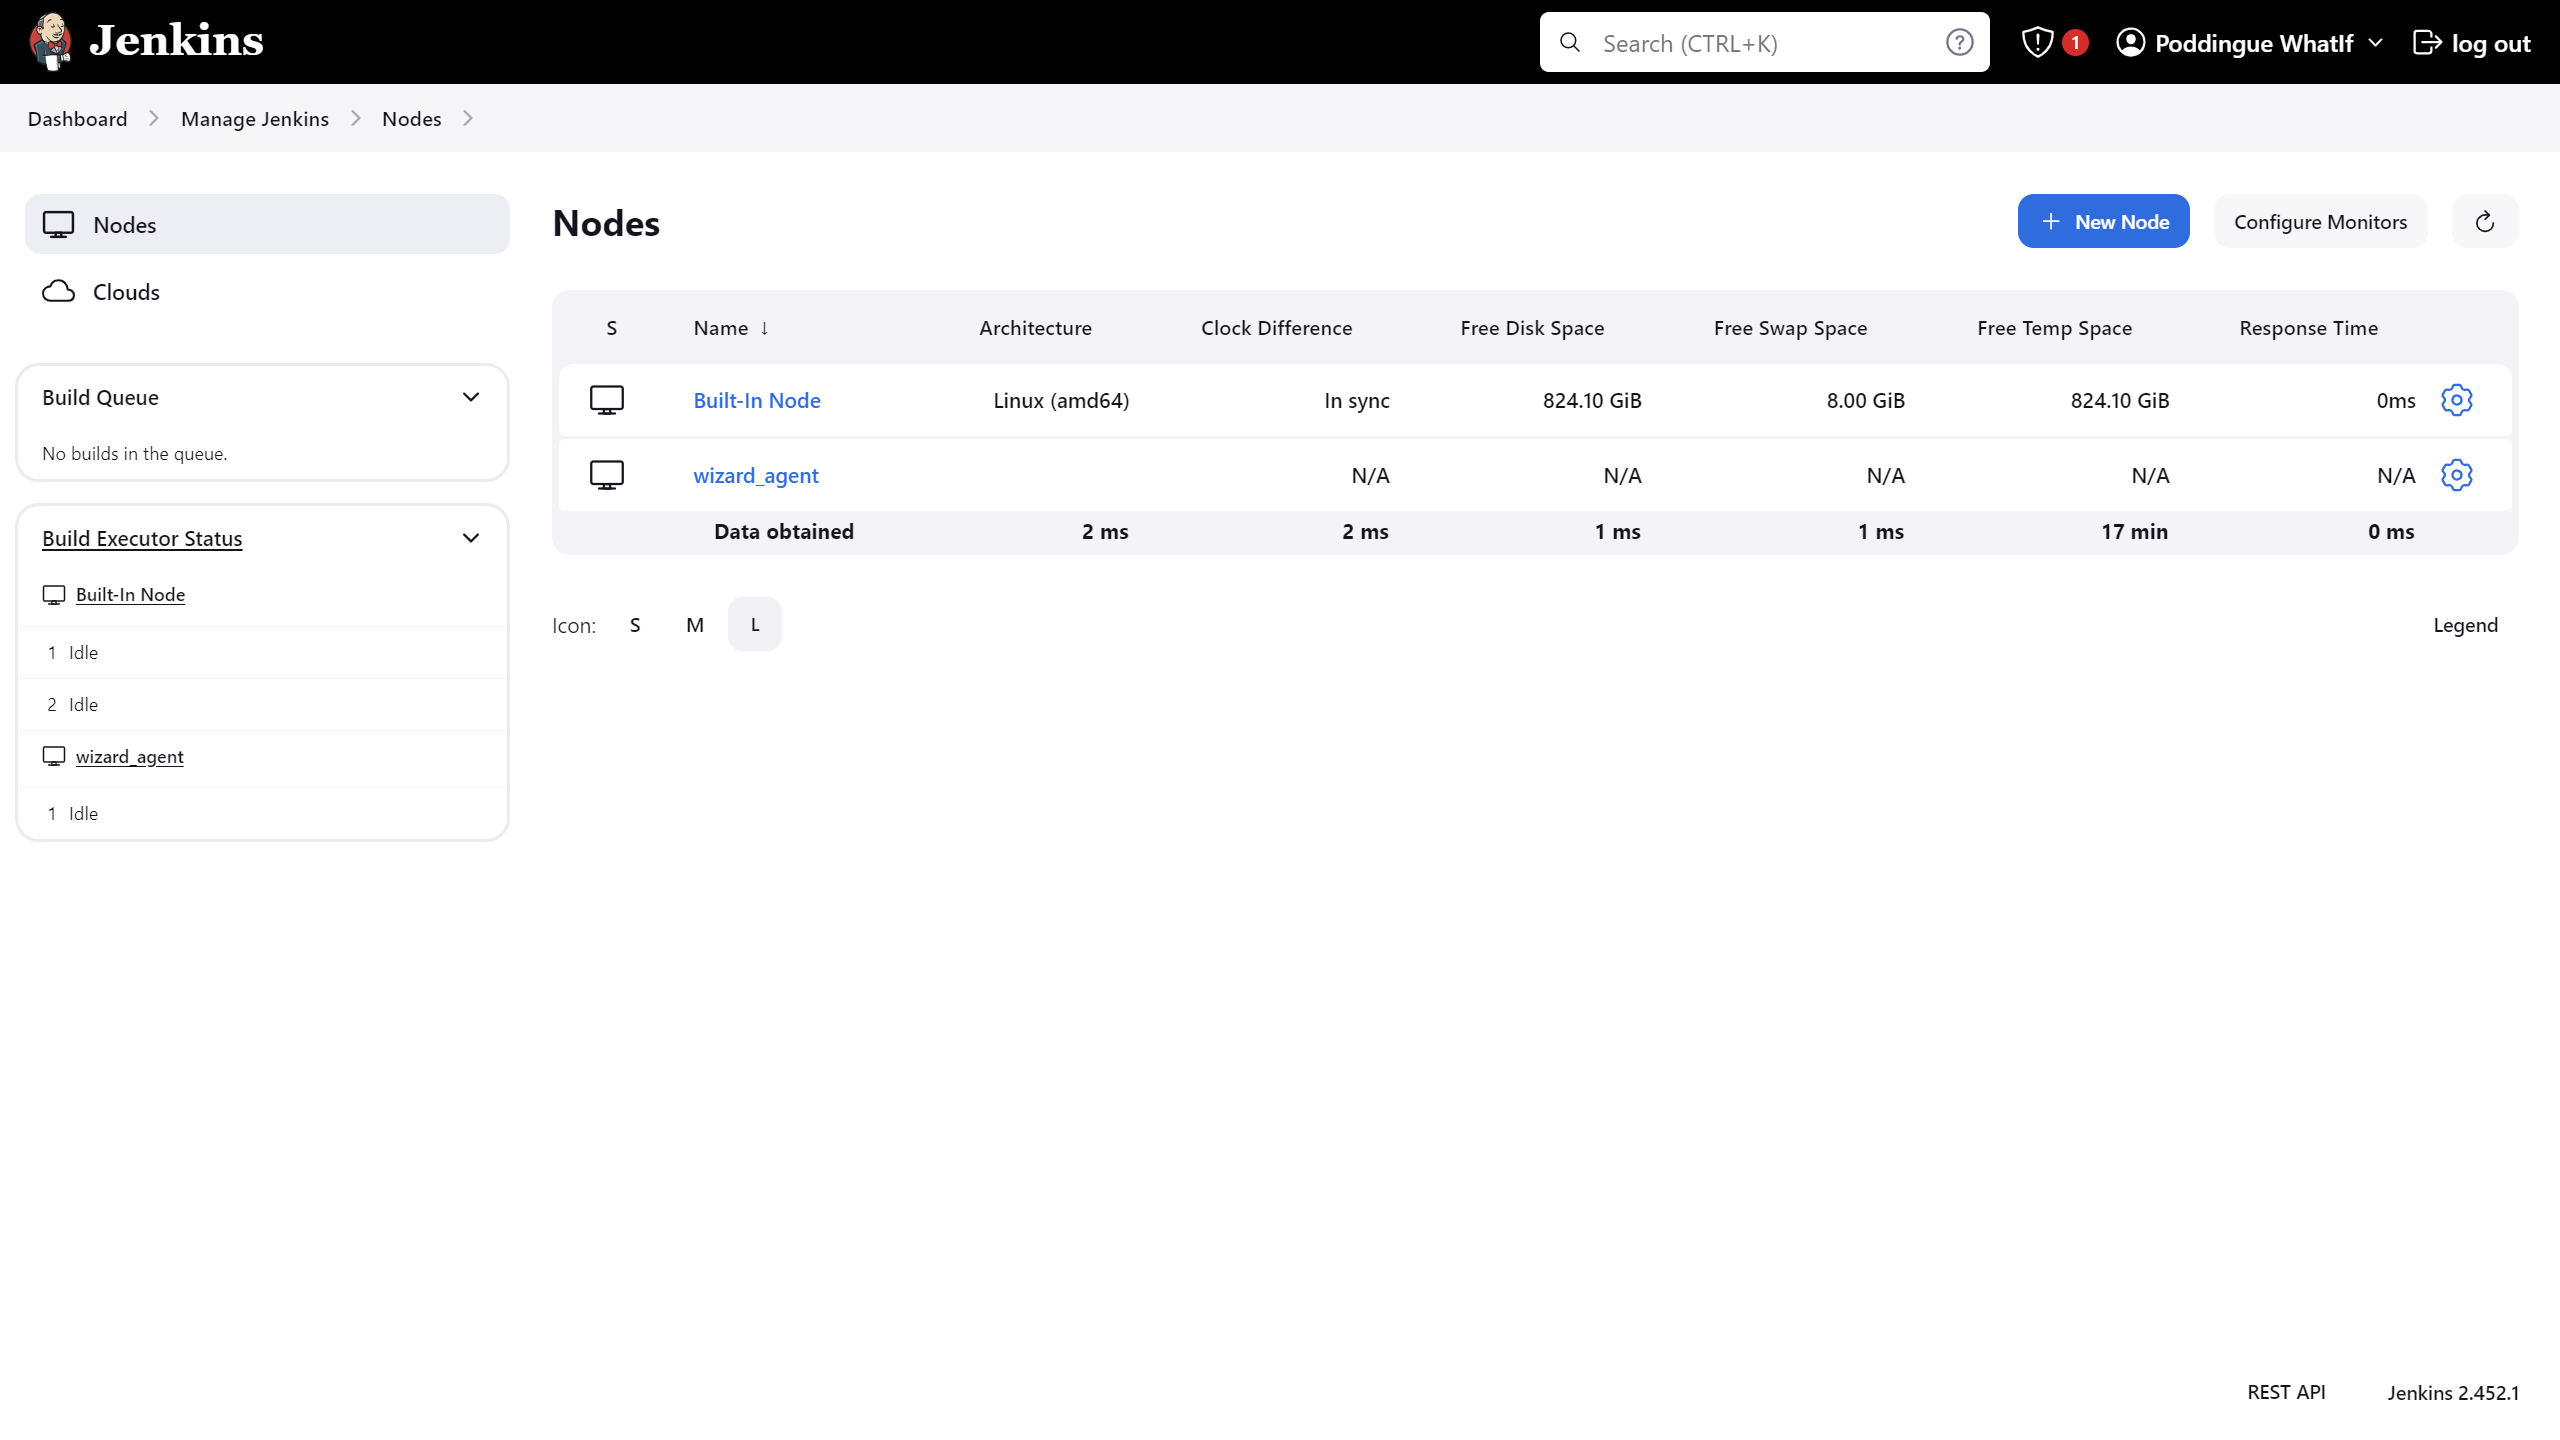 Jenkins
Search (CTRL+K)
1
Poddingue WhatIf
log out
Dashboard
Manage Jenkins
Nodes
Nodes
Clouds
Build Queue
No builds in the queue.
Build Executor Status
Built-In Node
1 Idle
2 Idle
wizard_agent
1 Idle
Nodes
+ New Node
Configure Monitors
S Name ↓ Architecture Clock Difference Free Disk Space Free Swap Space Free Temp Space Response Time
Built-In Node Linux (amd64) In sync 824.10 GiB 8.00 GiB 824.10 GiB 0ms
wizard_agent N/A N/A N/A N/A N/A
Data obtained 2 ms 2 ms 1 ms 1 ms 17 min 0 ms
Icon: S M L
Legend
REST API
Jenkins 2.452.1